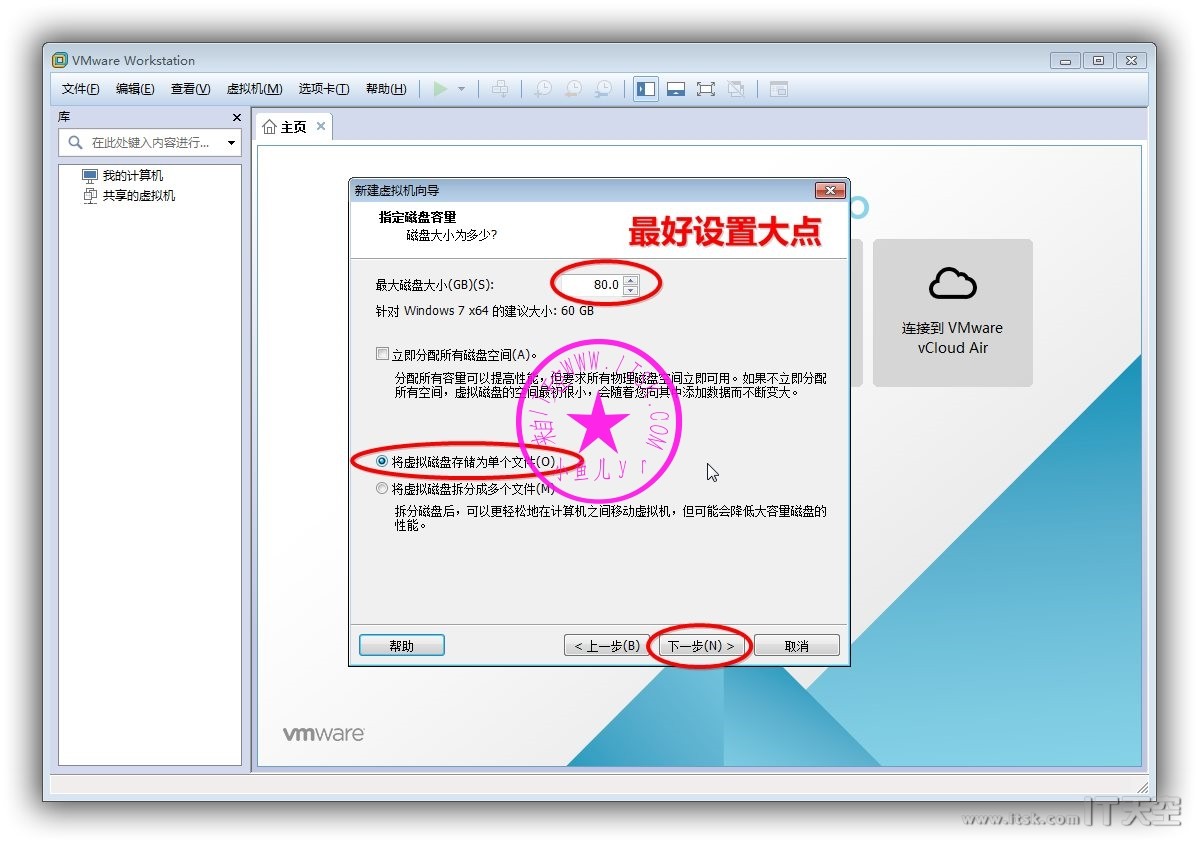 VMware Workstation
文件(F) 编辑(E) 查看(V) 虚拟机(M) 选项卡(T) 帮助(H)
库
主页
在此处键入内容进行...
我的计算机
共享的虚拟机
新建虚拟机向导
指定磁盘容量
磁盘大小为多少?
最好设置大点
最大磁盘大小(GB)(S): 80.0
针对 Windows 7 x64 的建议大小: 60 GB
立即分配所有磁盘空间(A)。
分配所有容量可以提高性能，但要求所有物理磁盘空间立即可用。如果不立即分配
所有空间，虚拟磁盘的空间最初很小，会随着您向其中添加数据而不断变大。
将虚拟磁盘存储为单个文件(O)
将虚拟磁盘拆分成多个文件(M)
拆分磁盘后，可以更轻松地在计算机之间移动虚拟机，但可能会降低大容量磁盘的
性能。
小鱼儿yr
帮助 < 上一步(B) 下一步(N) > 取消
连接到 VMware
vCloud Air
vmware
www.itsk.com IT天空